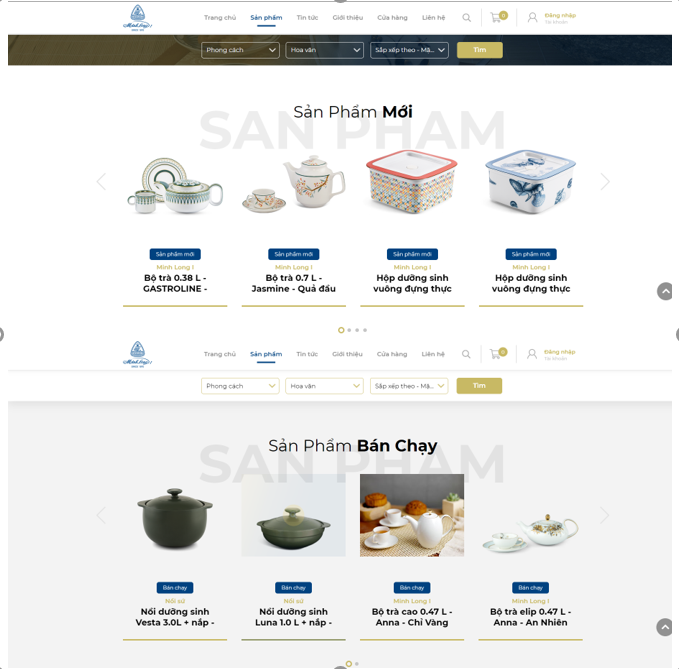 Trang chủ Sản phẩm Tin tức Giới thiệu Cửa hàng Liên hệ 0 Đăng nhập
Tài khoản
Phong cách Hoa văn Sắp xếp theo - Mặ... Tìm
SAN PHAM
Sản Phẩm Mới
Sản phẩm mới Sản phẩm mới Sản phẩm mới Sản phẩm mới
Minh Long I Minh Long I Minh Long I Minh Long I
Bộ trà 0.38 L - Bộ trà 0.7 L - Hộp dưỡng sinh Hộp dưỡng sinh
GASTROLINE - Jasmine - Quả đấu vuông đựng thực vuông đựng thực
Trang chủ Sản phẩm Tin tức Giới thiệu Cửa hàng Liên hệ 0 Đăng nhập
Tài khoản
Phong cách Hoa văn Sắp xếp theo - Mặ... Tìm
SAN PHAM
Sản Phẩm Bán Chạy
Bán chạy Bán chạy Bán chạy Bán chạy
Nồi sứ Nồi sứ Minh Long I Minh Long I
Nồi dưỡng sinh Nồi dưỡng sinh Bộ trà cao 0.47 L - Bộ trà elip 0.47 L -
Vesta 3.0L + nắp - Luna 1.0 L + nắp - Anna - Chỉ Vàng Anna - An Nhiên